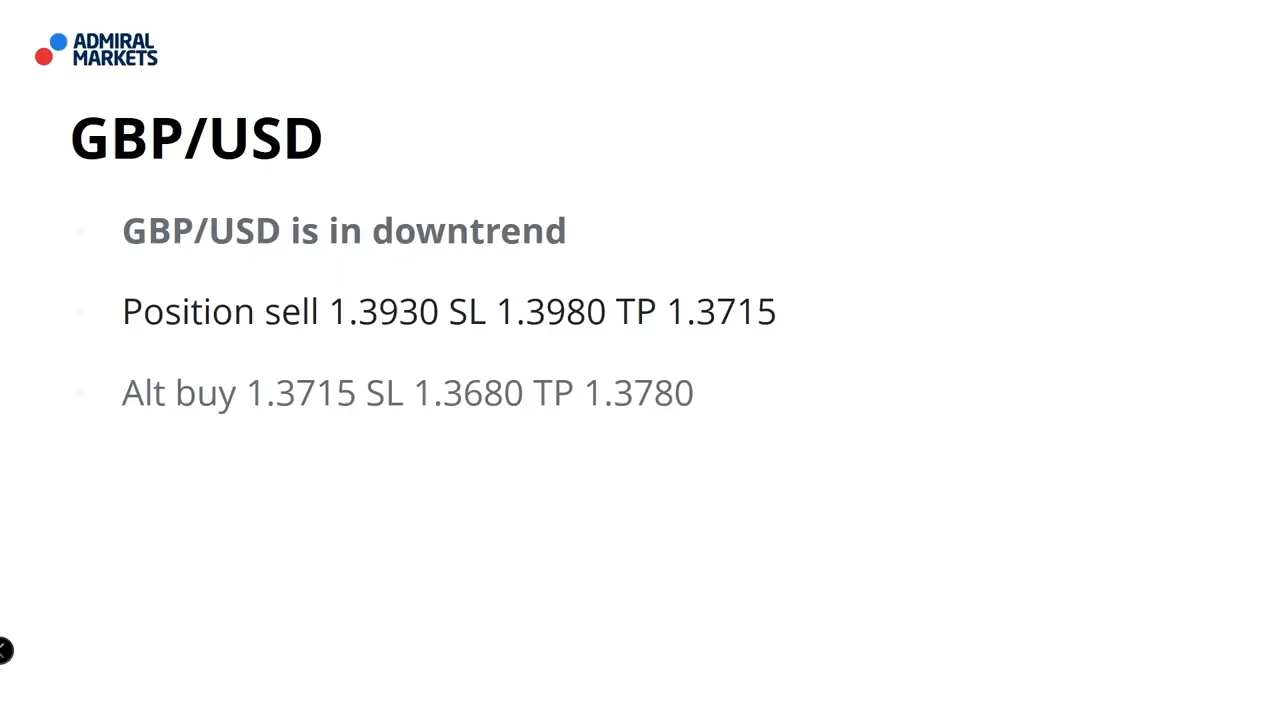 ADMIRAL
MARKETS
GBP/USD
GBP/USD is in downtrend
Position sell 1.3930 SL 1.3980 TP 1.3715
Alt buy 1.3715 SL 1.3680 TP 1.3780